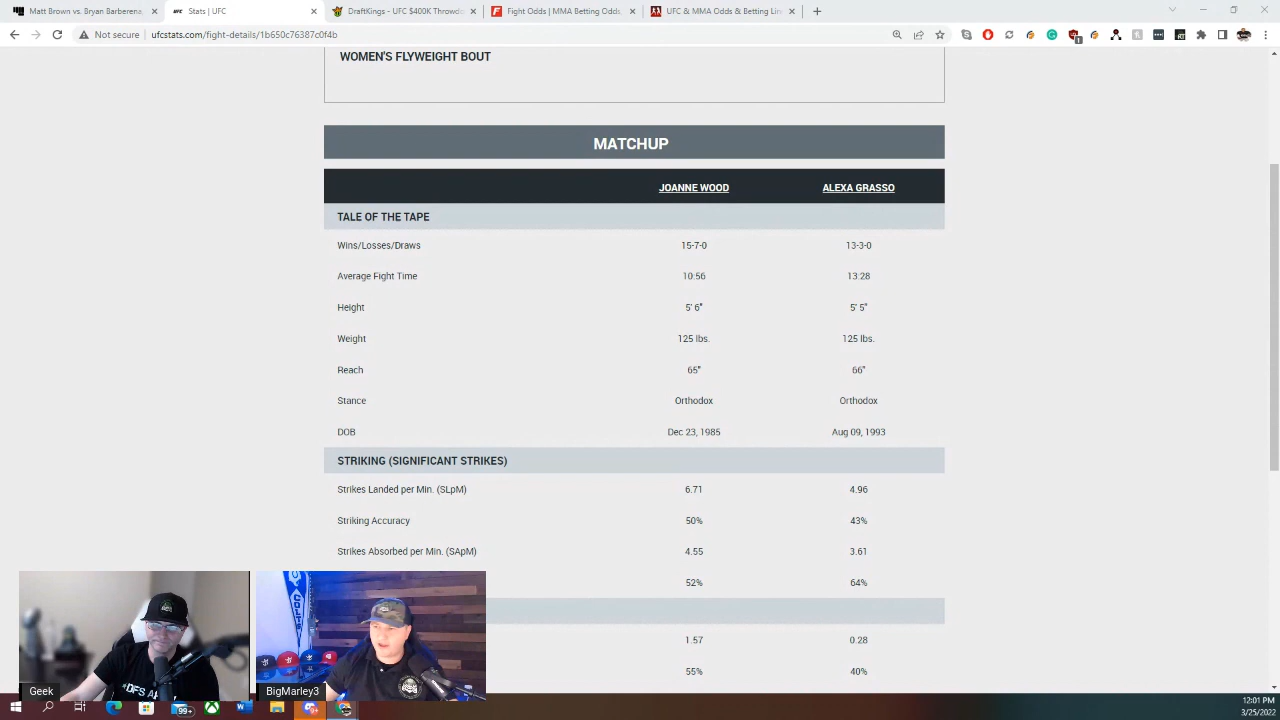 Matt Brown vs. Bryan Barberena,
Stats | UFC
DraftKings - UFC $400K Throwdo
Fight Odds | MMA Betting Odds,
UFC & MMA Odds & Betting Lin
Not secure | ufcstats.com/fight-details/1b650c76387c0f4b
WOMEN'S FLYWEIGHT BOUT
MATCHUP
JOANNE WOOD ALEXA GRASSO
TALE OF THE TAPE
Wins/Losses/Draws 15-7-0 13-3-0
Average Fight Time 10:56 13:28
Height 5' 6" 5' 5"
Weight 125 lbs. 125 lbs.
Reach 65" 66"
Stance Orthodox Orthodox
DOB Dec 23, 1985 Aug 09, 1993
STRIKING (SIGNIFICANT STRIKES)
Strikes Landed per Min. (SLpM) 6.71 4.96
Striking Accuracy 50% 43%
Strikes Absorbed per Min. (SApM) 4.55 3.61
52% 64%
1.57 0.28
55% 40%
COLTS
Geek
BigMarley3
99+
12:01 PM
3/25/2022